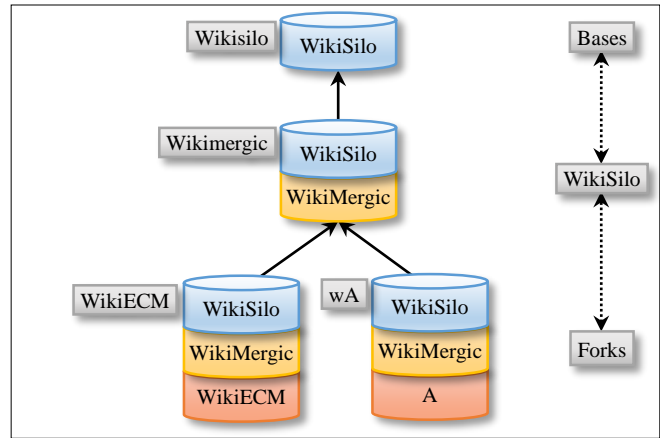 Wikisilo
WikiSilo
Bases
Wikimergic
WikiSilo
WikiMergic
WikiSilo
WikiECM
WikiSilo
WikiMergic
WikiECM
wA
WikiSilo
WikiMergic
A
Forks